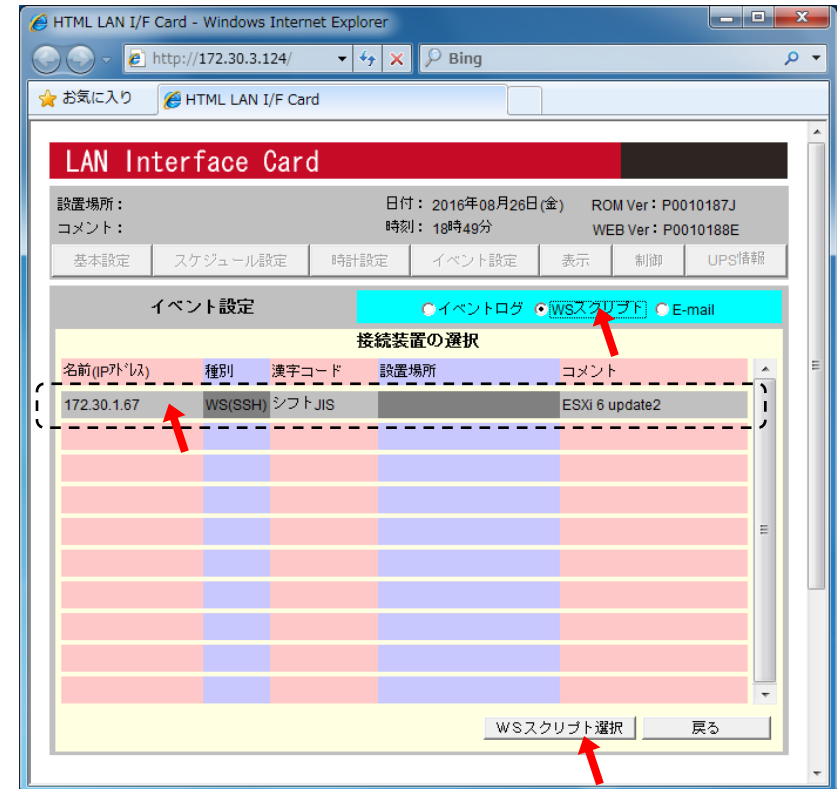 HTML LAN I/F Card - Windows Internet Explorer
http://172.30.3.124/
Bing
お気に入り
HTML LAN I/F Card
LAN Interface Card
設置場所： 日付： 2016年08月26日(金) ROM Ver： P0010187J
コメント： 時刻： 18時49分 WEB Ver： P0010188E
基本設定 スケジュール設定 時計設定 イベント設定 表示 制御 UPS情報
イベント設定 イベントログ WSスクリプト E-mail
接続装置の選択
名前(IPｱﾄﾞﾚｽ) 種別 漢字コード 設置場所 コメント
172.30.1.67 WS(SSH) シフトJIS ESXi 6 update2
WSスクリプト選択 戻る